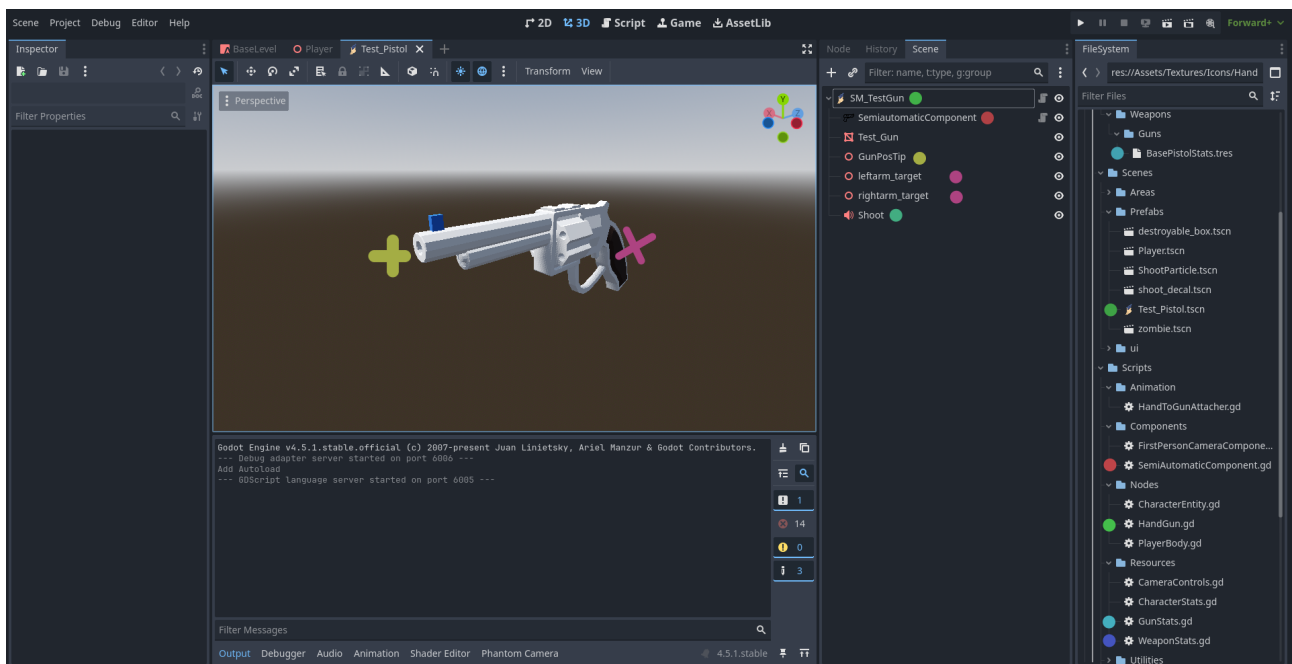 Scene Project Debug Editor Help
2D 3D Script Game AssetLib
Forward+
Inspector
Filter Properties
BaseLevel Player Test_Pistol
Transform View
Perspective
Y
X
Z
Godot Engine v4.5.1.stable.official (c) 2007-present Juan Linietsky, Ariel Manzur & Godot Contributors.
--- Debug adapter server started on port 6006 ---
Add Autoload
--- GDScript language server started on port 6005 ---
1
14
0
3
Filter Messages
Output Debugger Audio Animation Shader Editor Phantom Camera 4.5.1.stable
Node History Scene
Filter: name, t:type, g:group
SM_TestGun
SemiautomaticComponent
Test_Gun
GunPosTip
leftarm_target
rightarm_target
Shoot
FileSystem
res://Assets/Textures/Icons/Hand
Filter Files
Weapons
Guns
BasePistolStats.tres
Scenes
Areas
Prefabs
destroyable_box.tscn
Player.tscn
ShootParticle.tscn
shoot_decal.tscn
Test_Pistol.tscn
zombie.tscn
ui
Scripts
Animation
HandToGunAttacher.gd
Components
FirstPersonCameraCompone...
SemiAutomaticComponent.gd
Nodes
CharacterEntity.gd
HandGun.gd
PlayerBody.gd
Resources
CameraControls.gd
CharacterStats.gd
GunStats.gd
WeaponStats.gd
Utilities